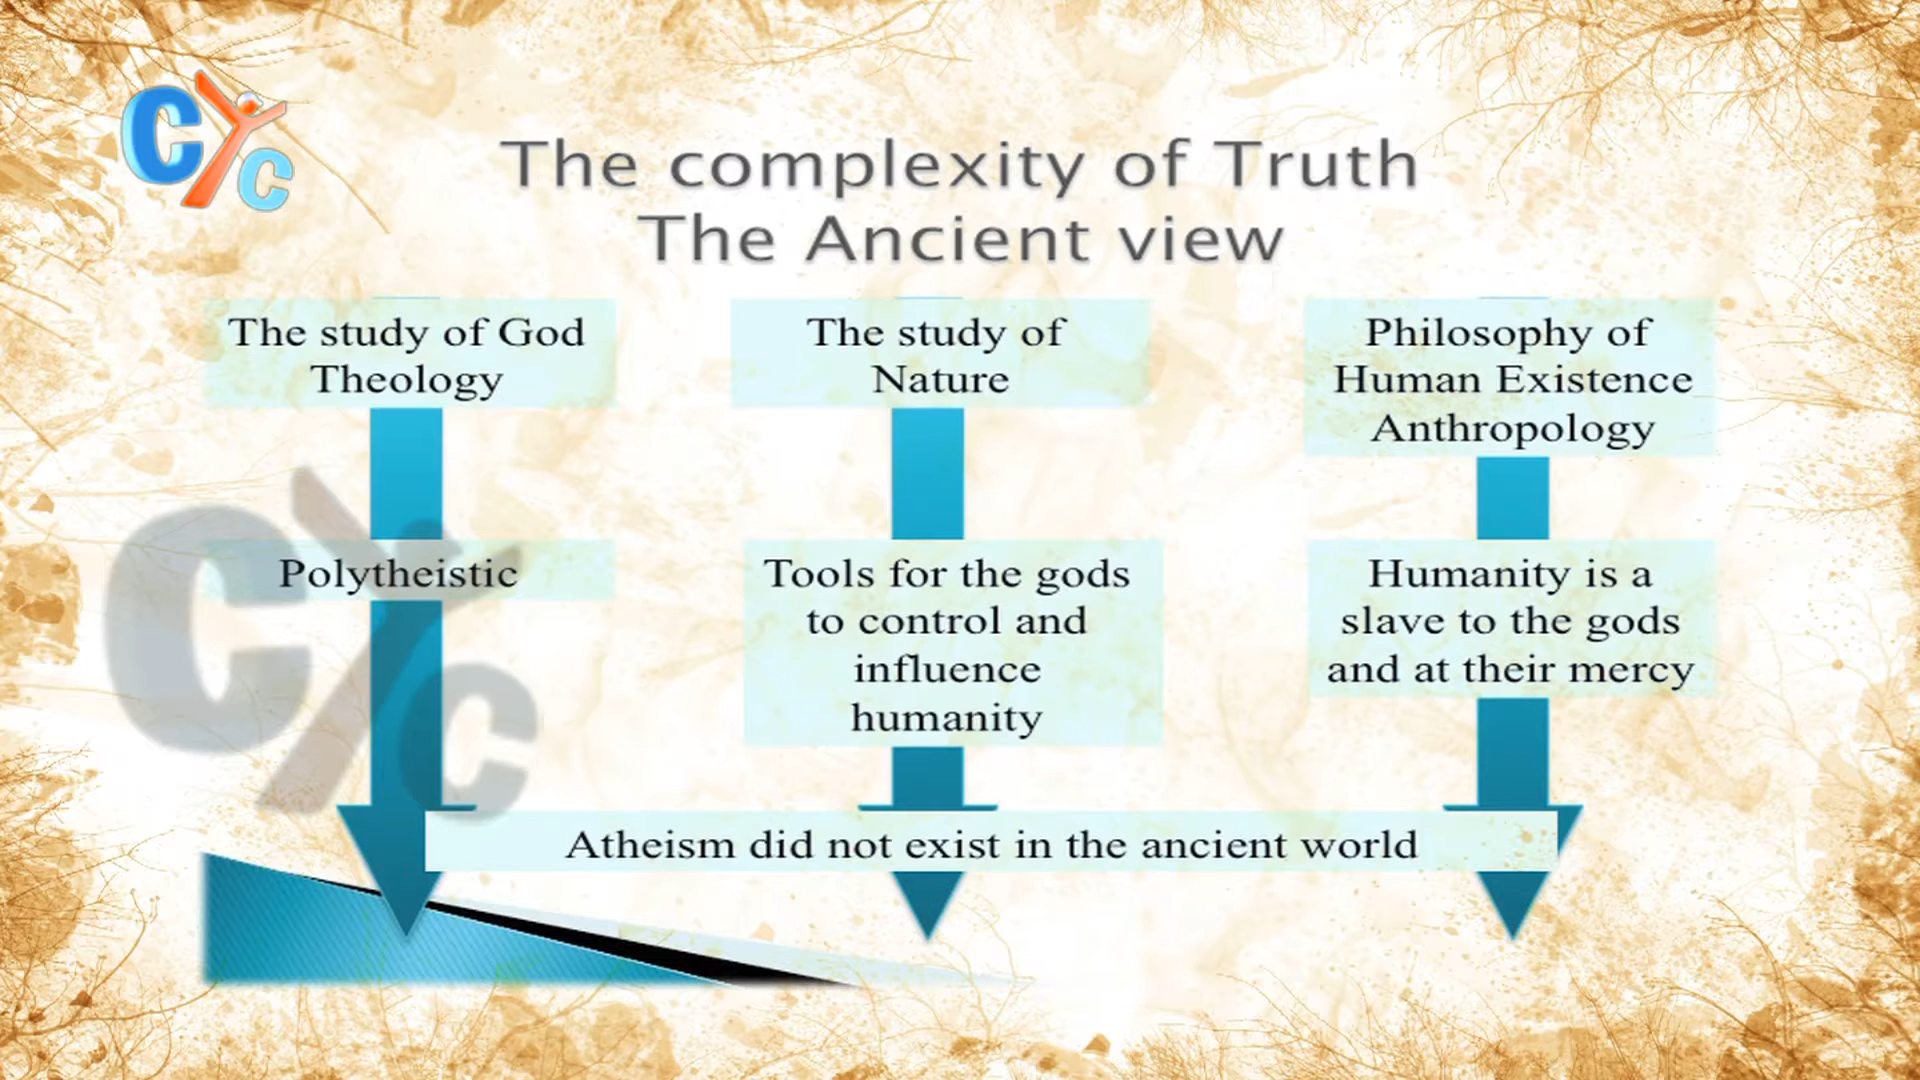 CYC
The complexity of Truth
The Ancient view
The study of God
Theology
The study of
Nature
Philosophy of
Human Existence
Anthropology
Polytheistic
Tools for the gods
to control and
influence
humanity
Humanity is a
slave to the gods
and at their mercy
Atheism did not exist in the ancient world
CYC